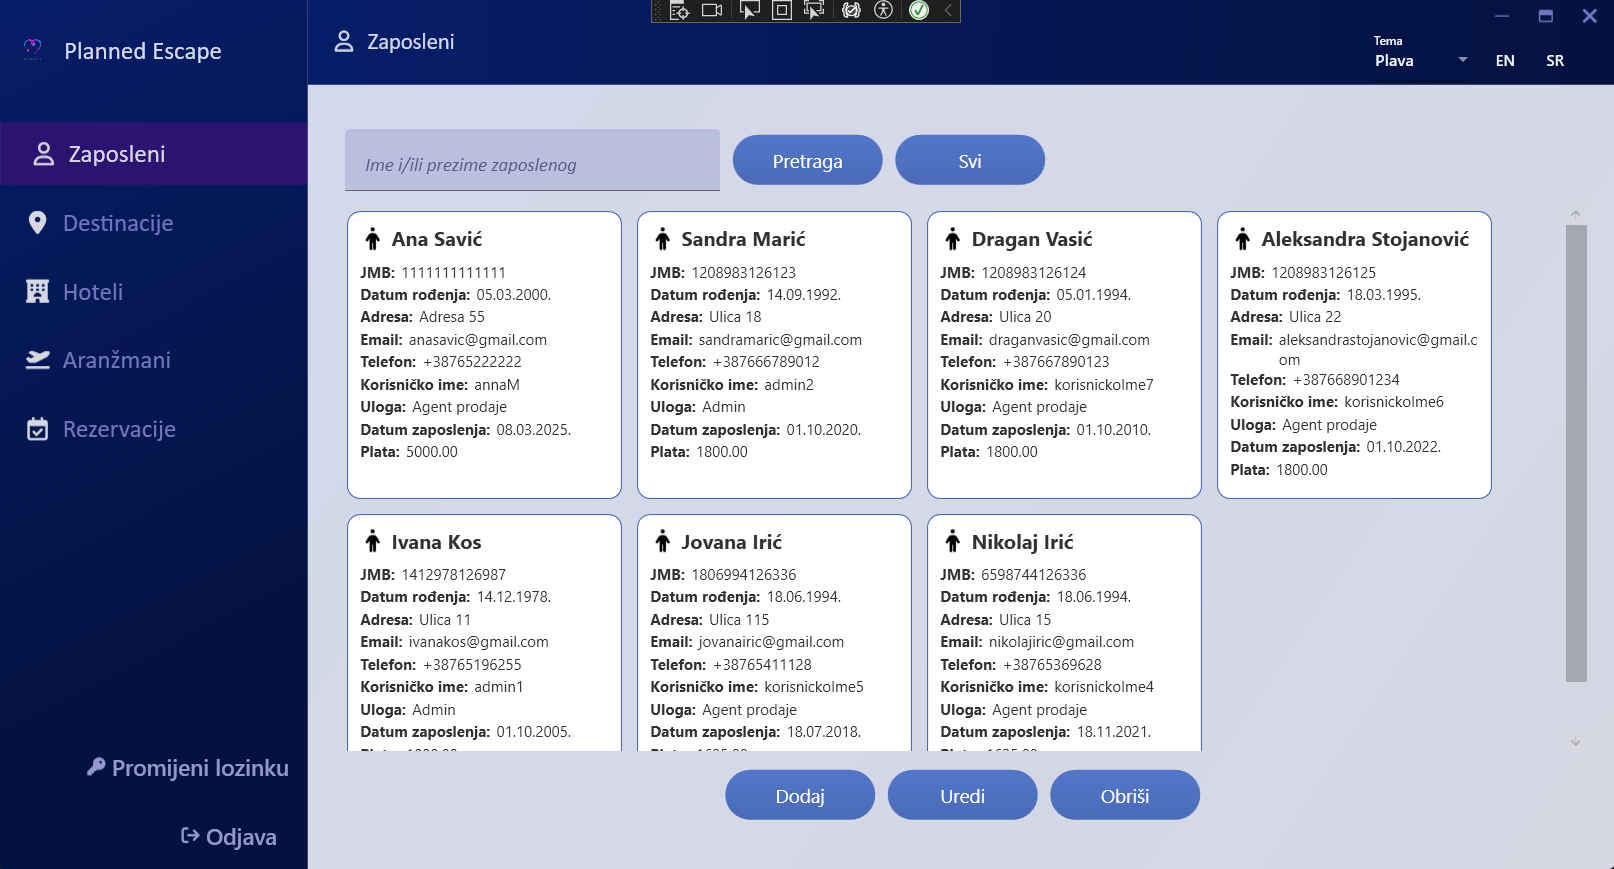 Planned Escape
Zaposleni
Tema
Plava
EN
SR
Zaposleni
Destinacije
Hoteli
Aranžmani
Rezervacije
Promijeni lozinku
Odjava
Ime i/ili prezime zaposlenog
Pretraga
Svi
Ana Savić
JMB: 1111111111111
Datum rođenja: 05.03.2000.
Adresa: Adresa 55
Email: anasavic@gmail.com
Telefon: +38765222222
Korisničko ime: annaM
Uloga: Agent prodaje
Datum zaposlenja: 08.03.2025.
Plata: 5000.00
Sandra Marić
JMB: 1208983126123
Datum rođenja: 14.09.1992.
Adresa: Ulica 18
Email: sandramaric@gmail.com
Telefon: +387666789012
Korisničko ime: admin2
Uloga: Admin
Datum zaposlenja: 01.10.2020.
Plata: 1800.00
Dragan Vasić
JMB: 1208983126124
Datum rođenja: 05.01.1994.
Adresa: Ulica 20
Email: draganvasic@gmail.com
Telefon: +387667890123
Korisničko ime: korisnickoIme7
Uloga: Agent prodaje
Datum zaposlenja: 01.10.2010.
Plata: 1800.00
Aleksandra Stojanović
JMB: 1208983126125
Datum rođenja: 18.03.1995.
Adresa: Ulica 22
Email: aleksandrastojanovic@gmail.c
om
Telefon: +387668901234
Korisničko ime: korisnickoIme6
Uloga: Agent prodaje
Datum zaposlenja: 01.10.2022.
Plata: 1800.00
Ivana Kos
JMB: 1412978126987
Datum rođenja: 14.12.1978.
Adresa: Ulica 11
Email: ivanakos@gmail.com
Telefon: +38765196255
Korisničko ime: admin1
Uloga: Admin
Datum zaposlenja: 01.10.2005.
Jovana Irić
JMB: 1806994126336
Datum rođenja: 18.06.1994.
Adresa: Ulica 115
Email: jovanairic@gmail.com
Telefon: +38765411128
Korisničko ime: korisnickoIme5
Uloga: Agent prodaje
Datum zaposlenja: 18.07.2018.
Nikolaj Irić
JMB: 6598744126336
Datum rođenja: 18.06.1994.
Adresa: Ulica 15
Email: nikolajiric@gmail.com
Telefon: +38765369628
Korisničko ime: korisnickoIme4
Uloga: Agent prodaje
Datum zaposlenja: 18.11.2021.
Dodaj
Uredi
Obriši